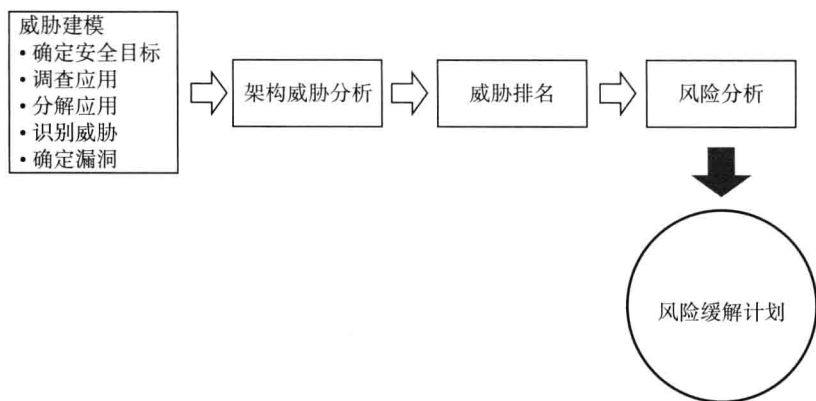 威胁建模
• 确定安全目标
• 调查应用
• 分解应用
• 识别威胁
• 确定漏洞
架构威胁分析
威胁排名
风险分析
风险缓解计划